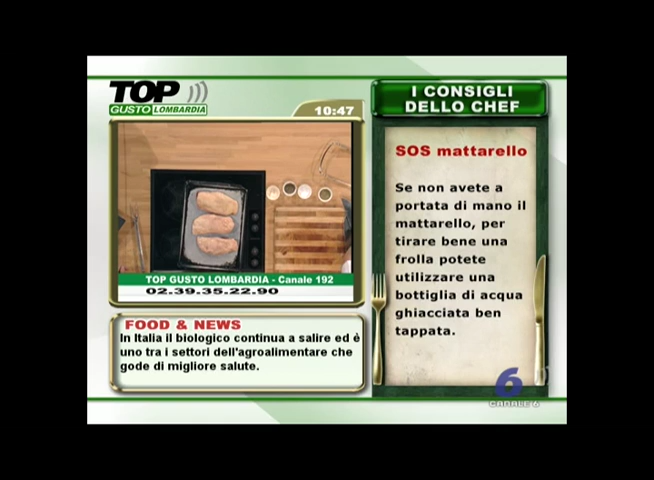 TOP
GUSTO LOMBARDIA
10:47
TOP GUSTO LOMBARDIA - Canale 192
02.39.35.22.90
FOOD & NEWS
In Italia il biologico continua a salire ed è
uno tra i settori dell'agroalimentare che
gode di migliore salute.
I CONSIGLI
DELLO CHEF
SOS mattarello
Se non avete a
portata di mano il
mattarello, per
tirare bene una
frolla potete
utilizzare una
bottiglia di acqua
ghiacciata ben
tappata.
6
CANALE 6